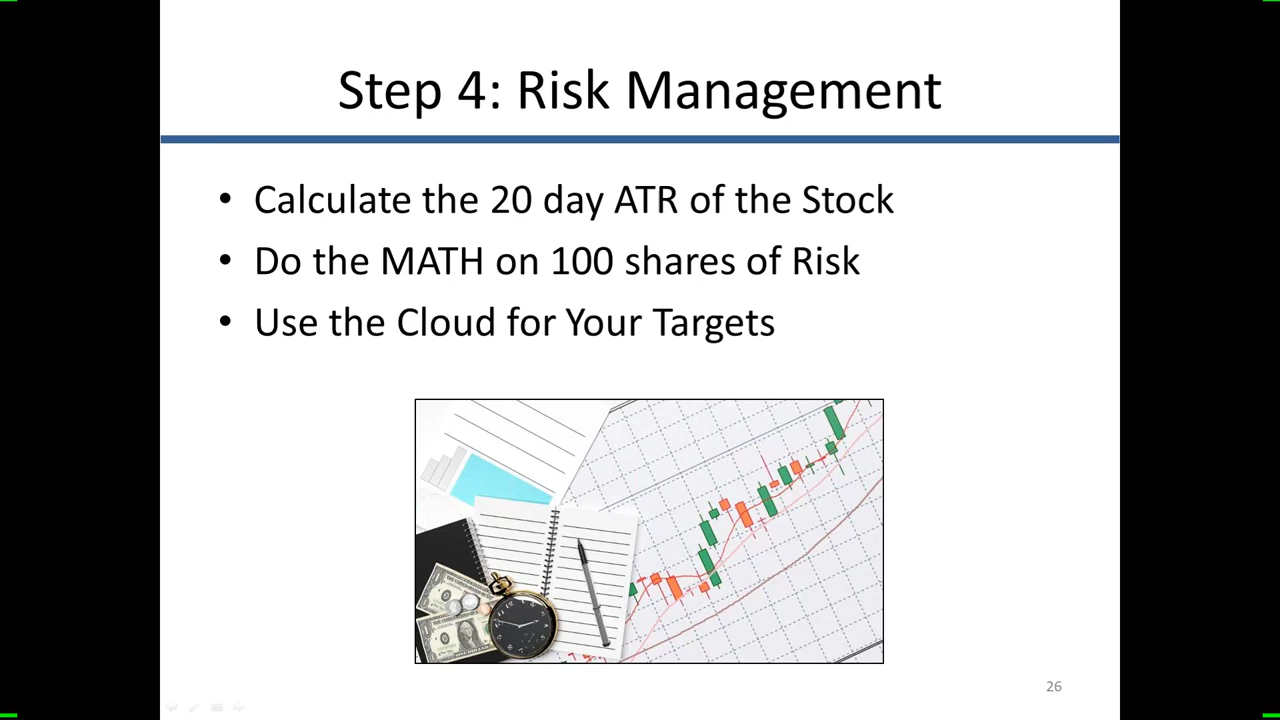 Step 4: Risk Management
• Calculate the 20 day ATR of the Stock
• Do the MATH on 100 shares of Risk
• Use the Cloud for Your Targets
26